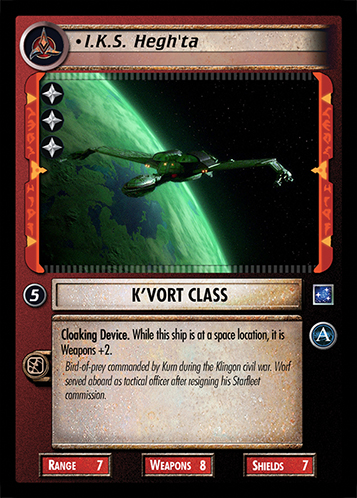 • I.K.S. Hegh'ta
5
K'VORT CLASS
A
Cloaking Device. While this ship is at a space location, it is
Weapons +2.
Bird-of-prey commanded by Kurn during the Klingon civil war. Worf
served aboard as tactical officer after resigning his Starfleet
commission.
RANGE 7 WEAPONS 8 SHIELDS 7